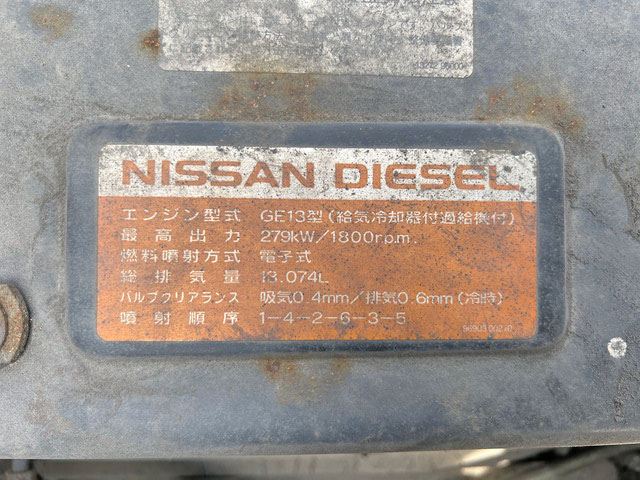 NISSAN DIESEL
エンジン型式 GE13型(給気冷却器付過給機付)
最高出力 279kW/1800r.p.m.
燃料噴射方式 電子式
総排気量 13.074L
バルブクリアランス 吸気0.4mm/排気0.6mm(冷時)
噴射順序 1-4-2-6-3-5